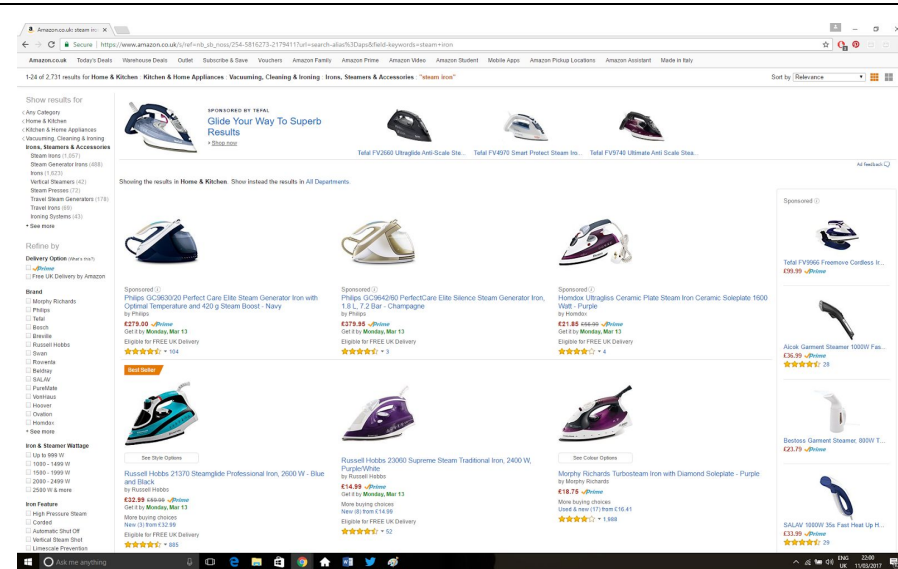 Amazon.co.uk: steam iro
Secure | https://www.amazon.co.uk/s/ref=nb_sb_noss/254-5816273-2179411?url=search-alias%3Daps&field-keywords=steam+iron
Amazon.co.uk Today's Deals Warehouse Deals Outlet Subscribe & Save Vouchers Amazon Family Amazon Prime Amazon Video Amazon Student Mobile Apps Amazon Pickup Locations Amazon Assistant Made in Italy
1-24 of 2,731 results for Home & Kitchen : Kitchen & Home Appliances : Vacuuming, Cleaning & Ironing : Irons, Steamers & Accessories : "steam iron"
Sort by Relevance
Show results for
‹ Any Category
‹ Home & Kitchen
‹ Kitchen & Home Appliances
‹ Vacuuming, Cleaning & Ironing
Irons, Steamers & Accessories
Steam Irons (1,057)
Steam Generator Irons (488)
Irons (1,623)
Vertical Steamers (42)
Steam Presses (72)
Travel Steam Generators (178)
Travel Irons (68)
Ironing Systems (43)
+ See more
Refine by
Delivery Option (What's this?)
Prime
Free UK Delivery by Amazon
Brand
Morphy Richards
Philips
Tefal
Bosch
Breville
Russell Hobbs
Swan
Rowenta
Beldray
SALAV
PureMate
VonHaus
Hoover
Ovation
Homdox
+ See more
Iron & Steamer Wattage
Up to 999 W
1000 - 1499 W
1500 - 1999 W
2000 - 2499 W
2500 W & more
Iron Feature
High Pressure Steam
Corded
Automatic Shut Off
Vertical Steam Shot
Limescale Prevention
SPONSORED BY TEFAL
Glide Your Way To Superb
Results
› Shop now
Tefal FV2660 Ultraglide Anti-Scale Ste...
Tefal FV4970 Smart Protect Steam Iro...
Tefal FV9740 Ultimate Anti Scale Stea...
Ad feedback
Showing the results in Home & Kitchen. Show instead the results in All Departments.
Sponsored
Philips GC9630/20 Perfect Care Elite Steam Generator Iron with
Optimal Temperature and 420 g Steam Boost - Navy
by Philips
£279.00 Prime
Get it by Monday, Mar 13
Eligible for FREE UK Delivery
104
Sponsored
Philips GC9642/60 PerfectCare Elite Silence Steam Generator Iron,
1.8 L, 7.2 Bar - Champagne
by Philips
£379.95 Prime
Get it by Monday, Mar 13
Eligible for FREE UK Delivery
3
Sponsored
Homdox Ultragliss Ceramic Plate Steam Iron Ceramic Soleplate 1600
Watt - Purple
by Homdox
£21.85 Prime
Get it by Monday, Mar 13
Eligible for FREE UK Delivery
4
Best Seller
See Style Options
Russell Hobbs 21370 Steamglide Professional Iron, 2600 W - Blue
and Black
by Russell Hobbs
£32.99 £59.99 Prime
Get it by Monday, Mar 13
More buying choices
New (3) from £32.99
Eligible for FREE UK Delivery
885
Russell Hobbs 23060 Supreme Steam Traditional Iron, 2400 W,
Purple/White
by Russell Hobbs
£14.99 Prime
Get it by Monday, Mar 13
More buying choices
New (8) from £14.99
Eligible for FREE UK Delivery
52
See Colour Options
Morphy Richards Turbosteam Iron with Diamond Soleplate - Purple
by Morphy Richards
£18.75 Prime
More buying choices
Used & new (17) from £16.41
1,988
Sponsored
Tefal FV9966 Freemove Cordless Ir...
£99.99 Prime
Aicok Garment Steamer 1000W Fas...
£36.99 Prime
28
Bestoss Garment Steamer, 800W T...
£23.79 Prime
SALAV 1000W 35s Fast Heat Up H...
£33.99 Prime
29
Ask me anything
ENG
UK
22:00
11/03/2017